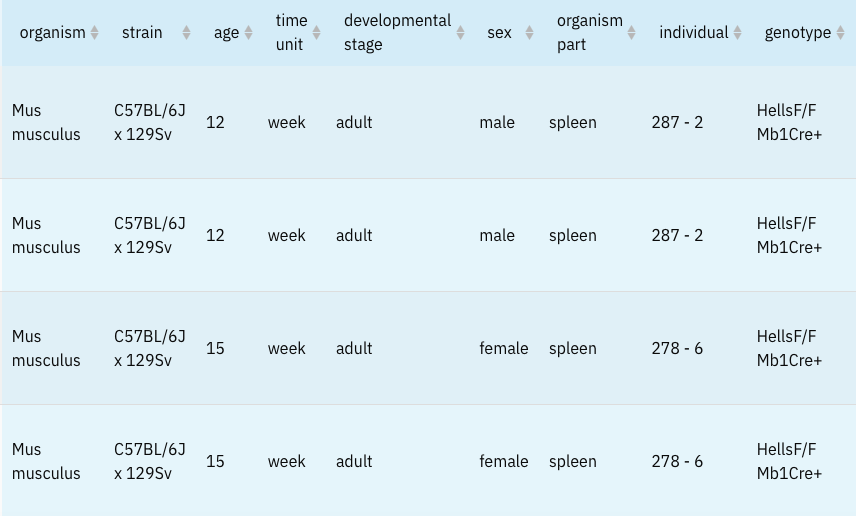 organism strain age time unit developmental stage sex organism part individual genotype
Mus musculus C57BL/6J x 129Sv 12 week adult male spleen 287 - 2 HellsF/F Mb1Cre+
Mus musculus C57BL/6J x 129Sv 12 week adult male spleen 287 - 2 HellsF/F Mb1Cre+
Mus musculus C57BL/6J x 129Sv 15 week adult female spleen 278 - 6 HellsF/F Mb1Cre+
Mus musculus C57BL/6J x 129Sv 15 week adult female spleen 278 - 6 HellsF/F Mb1Cre+